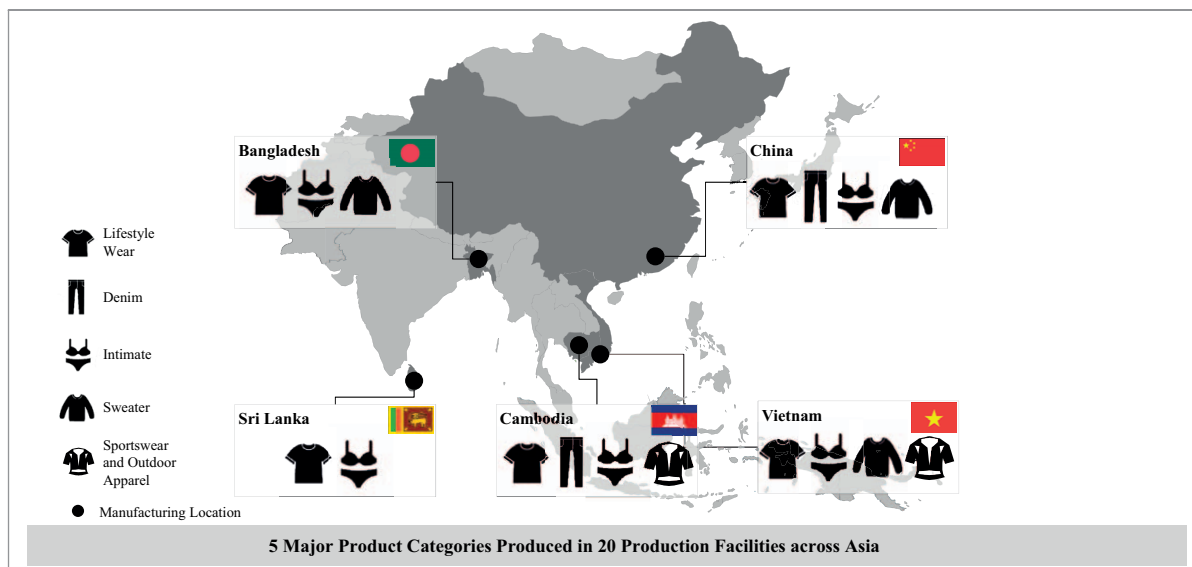 Bangladesh
China
Lifestyle
Wear
Denim
Intimate
Sweater
Sportswear
and Outdoor
Apparel
Manufacturing Location
Sri Lanka
Cambodia
Vietnam
5 Major Product Categories Produced in 20 Production Facilities across Asia